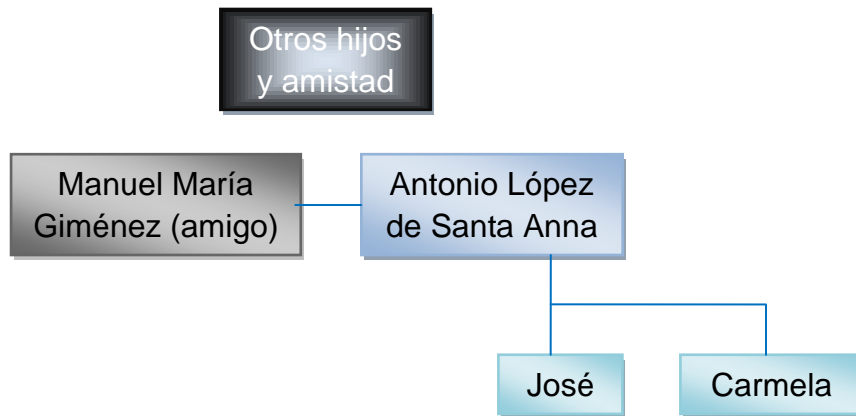 Otros hijos
y amistad
Manuel María
Giménez (amigo)
Antonio López
de Santa Anna
José
Carmela